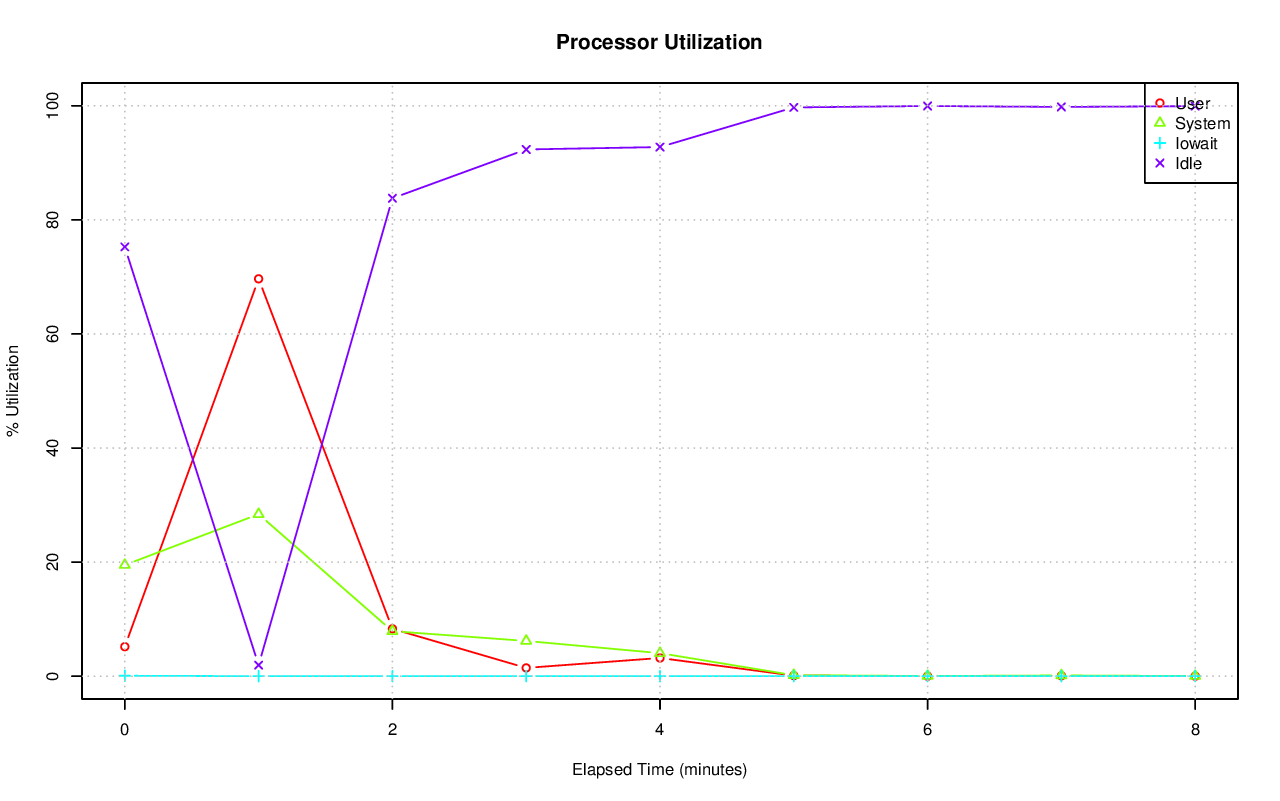 Processor Utilization
100
80
60
40
20
0
% Utilization
User
System
Iowait
Idle
0 2 4 6 8
Elapsed Time (minutes)